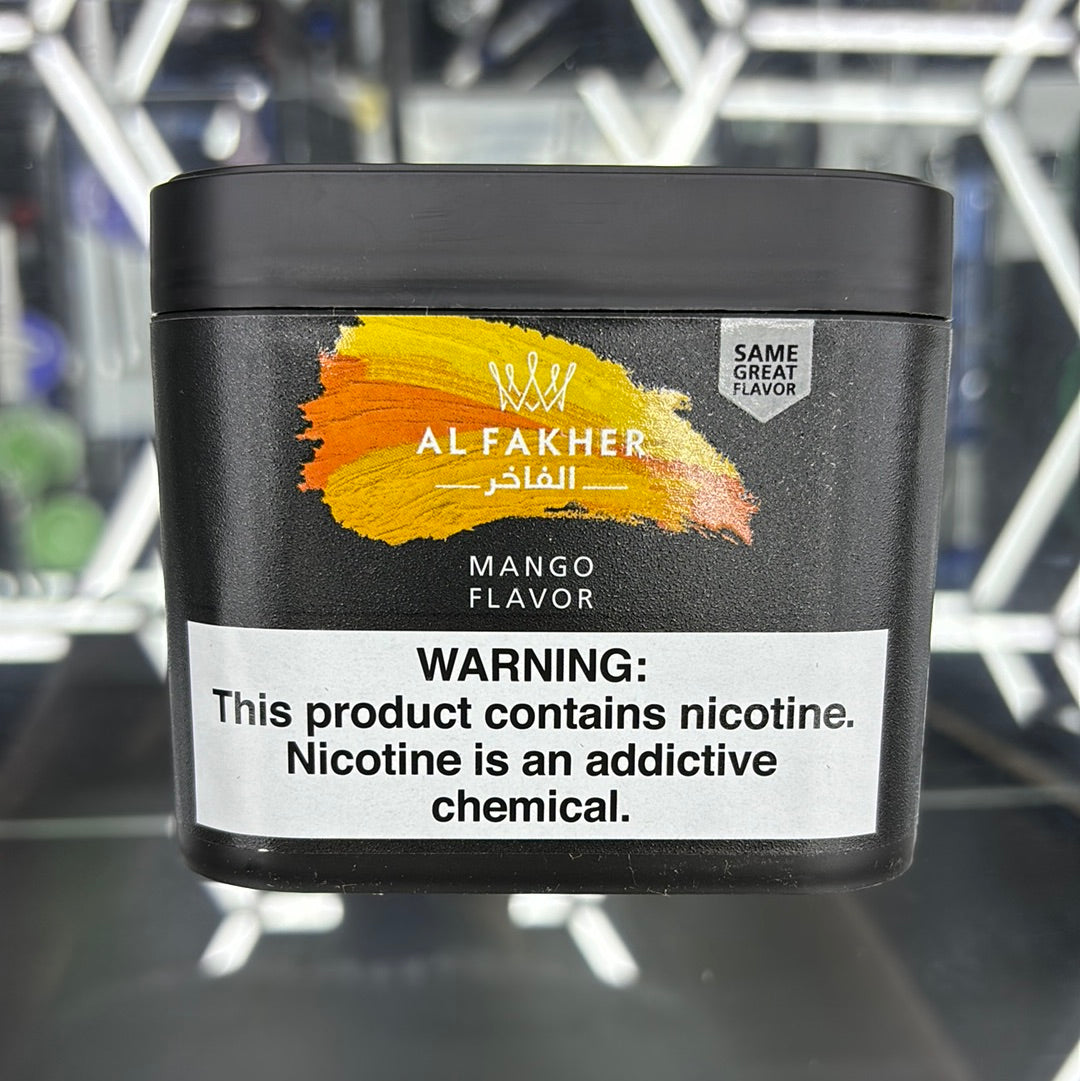 SAME
GREAT
FLAVOR
AL FAKHER
الفاخر
MANGO
FLAVOR
WARNING:
This product contains nicotine.
Nicotine is an addictive
chemical.